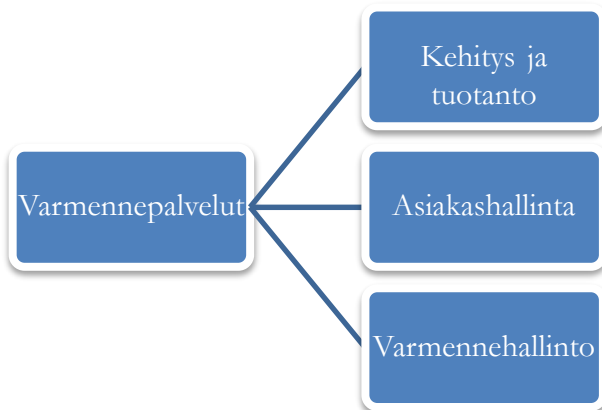 Kehitys ja
tuotanto
Varmennepalvelut
Asiakashallinta
Varmennehallinto